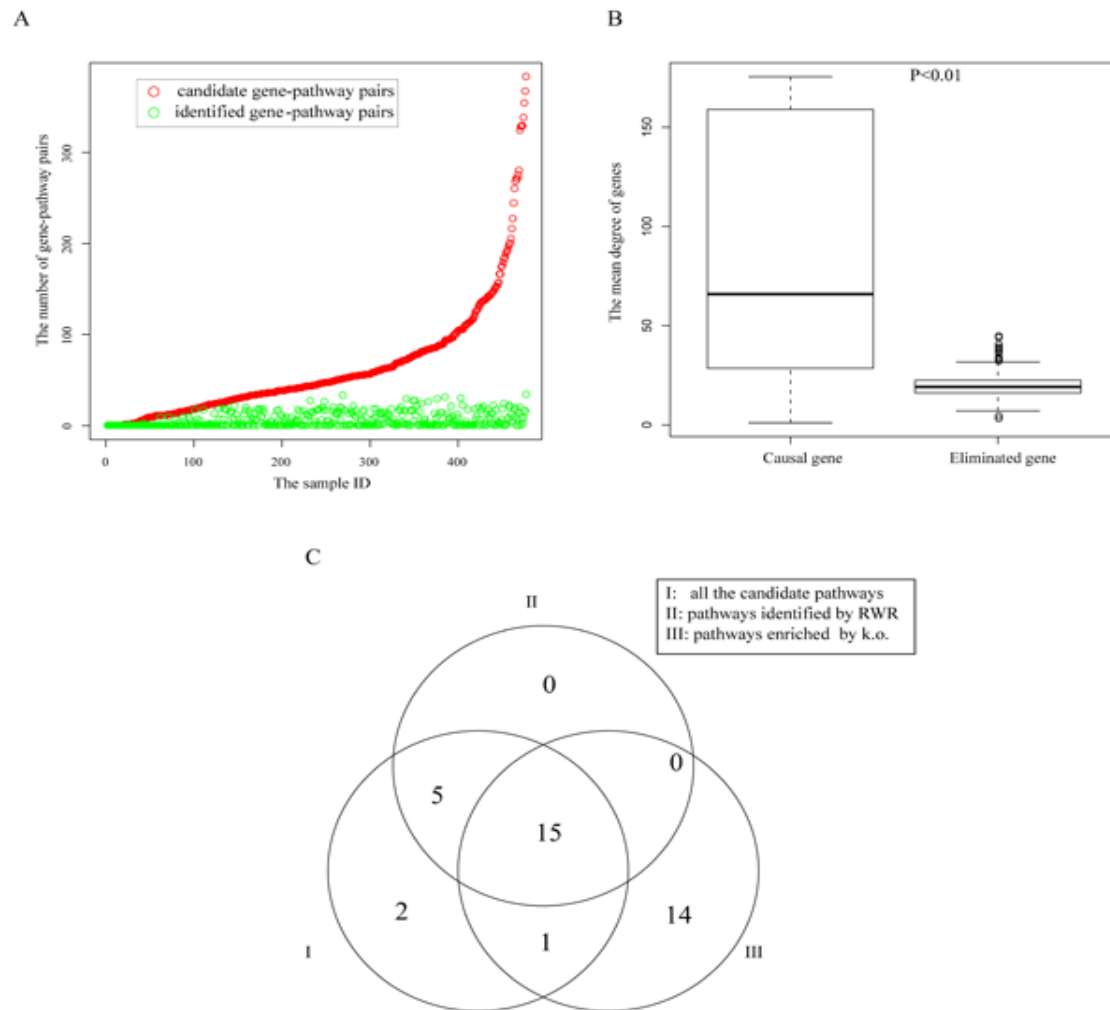 A
The number of gene-pathway pairs
0
100
200
300
candidate gene-pathway pairs
identified gene-pathway pairs
0
100
200
300
400
The sample ID
B
The mean degree of genes
0
50
100
150
P<0.01
Causal gene
Eliminated gene
C
I: all the candidate pathways
II: pathways identified by RWR
III: pathways enriched by k.o.
II
0
0
5
15
2
14
1
I
III